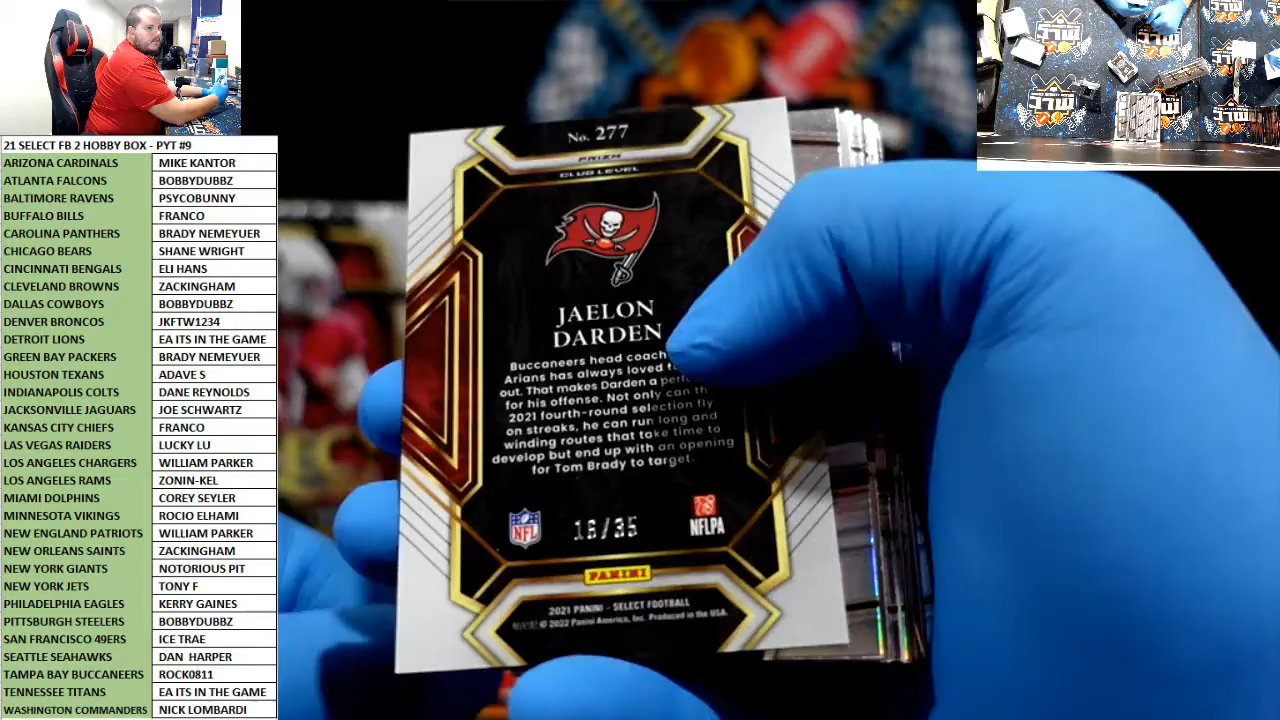 21 SELECT FB 2 HOBBY BOX - PYT #9
ARIZONA CARDINALS MIKE KANTOR
ATLANTA FALCONS BOBBYDUBBZ
BALTIMORE RAVENS PSYCOBUNNY
BUFFALO BILLS FRANCO
CAROLINA PANTHERS BRADY NEMEYUER
CHICAGO BEARS SHANE WRIGHT
CINCINNATI BENGALS ELI HANS
CLEVELAND BROWNS ZACKINGHAM
DALLAS COWBOYS BOBBYDUBBZ
DENVER BRONCOS JKFTW1234
DETROIT LIONS EA ITS IN THE GAME
GREEN BAY PACKERS BRADY NEMEYUER
HOUSTON TEXANS ADAVE S
INDIANAPOLIS COLTS DANE REYNOLDS
JACKSONVILLE JAGUARS JOE SCHWARTZ
KANSAS CITY CHIEFS FRANCO
LAS VEGAS RAIDERS LUCKY LU
LOS ANGELES CHARGERS WILLIAM PARKER
LOS ANGELES RAMS ZONIN-KEL
MIAMI DOLPHINS COREY SEYLER
MINNESOTA VIKINGS ROCIO ELHAMI
NEW ENGLAND PATRIOTS WILLIAM PARKER
NEW ORLEANS SAINTS ZACKINGHAM
NEW YORK GIANTS NOTORIOUS PIT
NEW YORK JETS TONY F
PHILADELPHIA EAGLES KERRY GAINES
PITTSBURGH STEELERS BOBBYDUBBZ
SAN FRANCISCO 49ERS ICE TRAE
SEATTLE SEAHAWKS DAN HARPER
TAMPA BAY BUCCANEERS ROCK0811
TENNESSEE TITANS EA ITS IN THE GAME
WASHINGTON COMMANDERS NICK LOMBARDI
No. 277
PRIZM
CLUB LEVEL
JAELON
DARDEN
Buccaneers head coach
Arians has always loved
out. That makes Darden a
for his offense. Not only can th
2021 fourth-round selection fly
on streaks, he can run long and
winding routes that take time to
develop but end up with an opening
for Tom Brady to target.
NFL
15/35
NFLPA
PANINI
2021 PANINI - SELECT FOOTBALL
© 2022 Panini America, Inc. Produced in the USA.